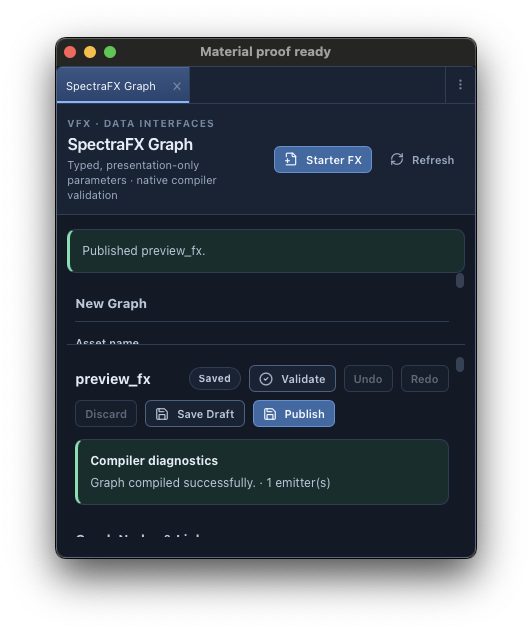 Material proof ready
SpectraFX Graph
VFX · DATA INTERFACES
SpectraFX Graph
Typed, presentation-only
parameters · native compiler
validation
Starter FX
Refresh
Published preview_fx.
New Graph
Asset name
preview_fx
Saved
Validate
Undo
Redo
Discard
Save Draft
Publish
Compiler diagnostics
Graph compiled successfully. · 1 emitter(s)